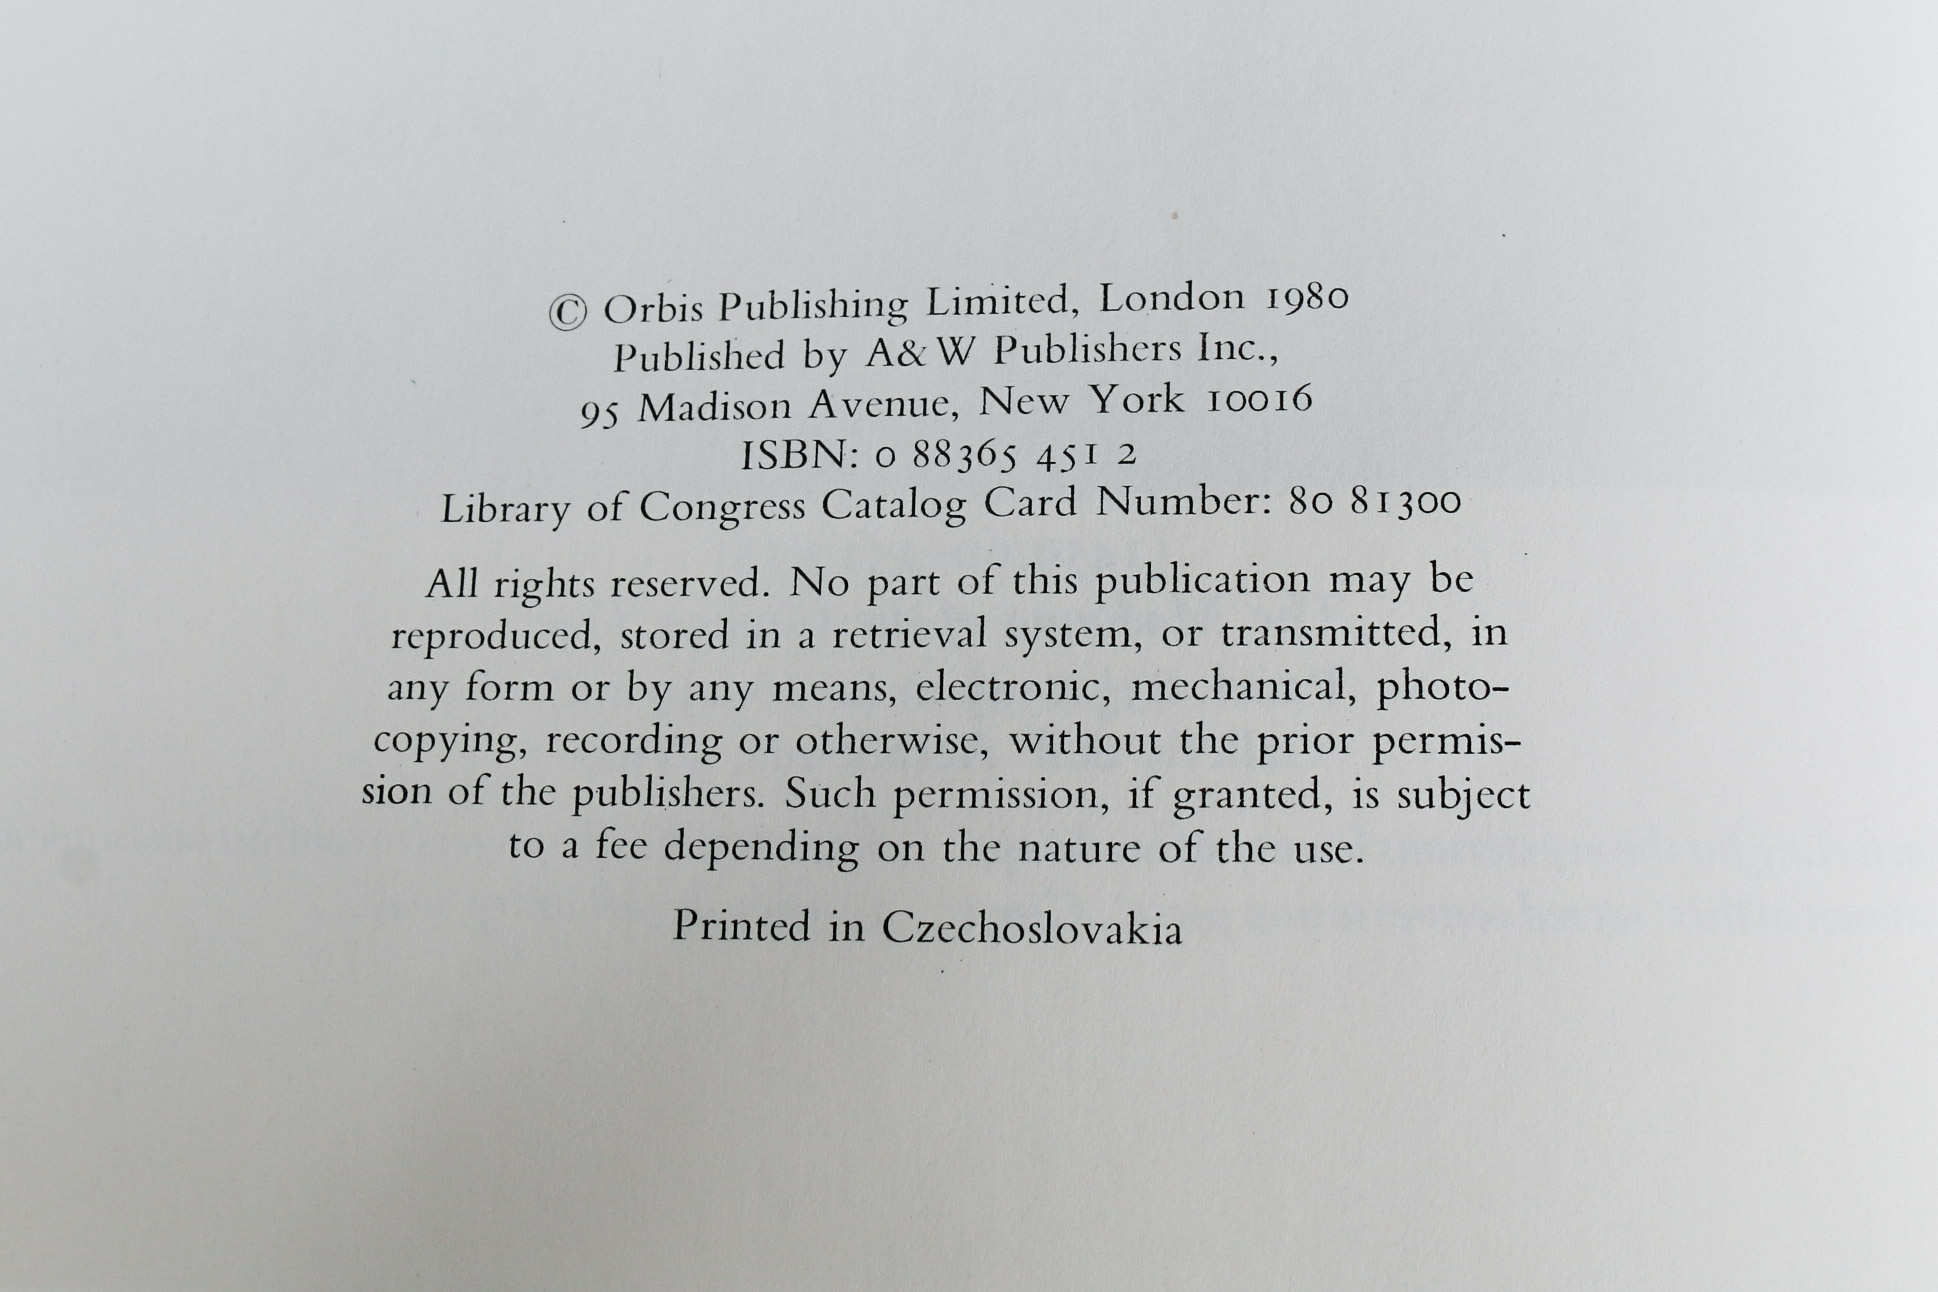 © Orbis Publishing Limited, London 1980
Published by A&W Publishers Inc.,
95 Madison Avenue, New York 10016
ISBN: 0 88365 451 2
Library of Congress Catalog Card Number: 80 81300
All rights reserved. No part of this publication may be
reproduced, stored in a retrieval system, or transmitted, in
any form or by any means, electronic, mechanical, photo-
copying, recording or otherwise, without the prior permis-
sion of the publishers. Such permission, if granted, is subject
to a fee depending on the nature of the use.
Printed in Czechoslovakia